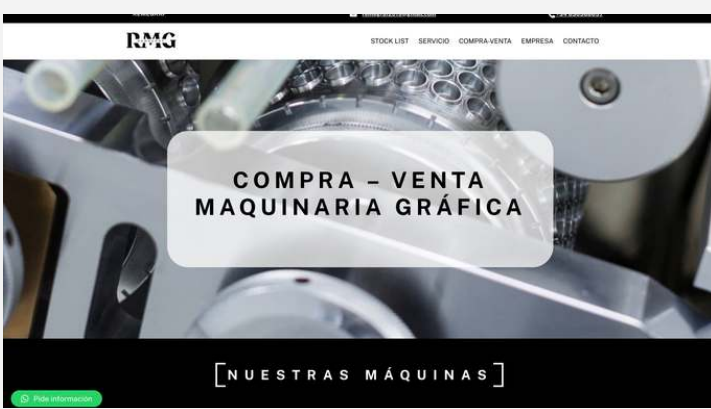 RMG
STOCK LIST SERVICIO COMPRA-VENTA EMPRESA CONTACTO
COMPRA – VENTA
MAQUINARIA GRÁFICA
[NUESTRAS MÁQUINAS]
Pide información